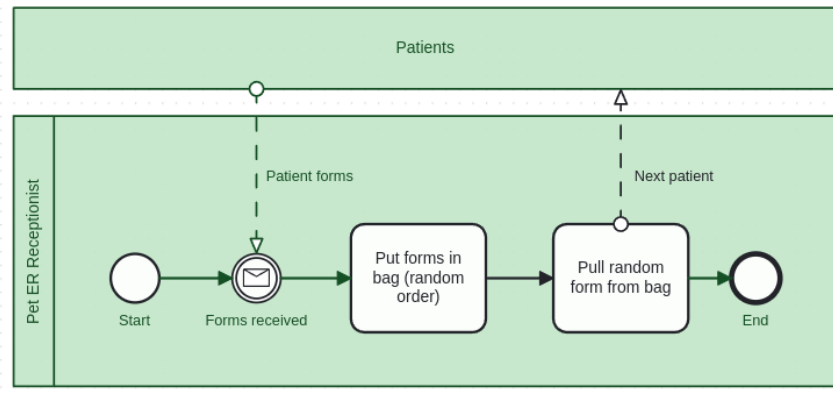 Patients
Pet ER Receptionist
Patient forms
Next patient
Put forms in
bag (random
order)
Pull random
form from bag
Start
Forms received
End